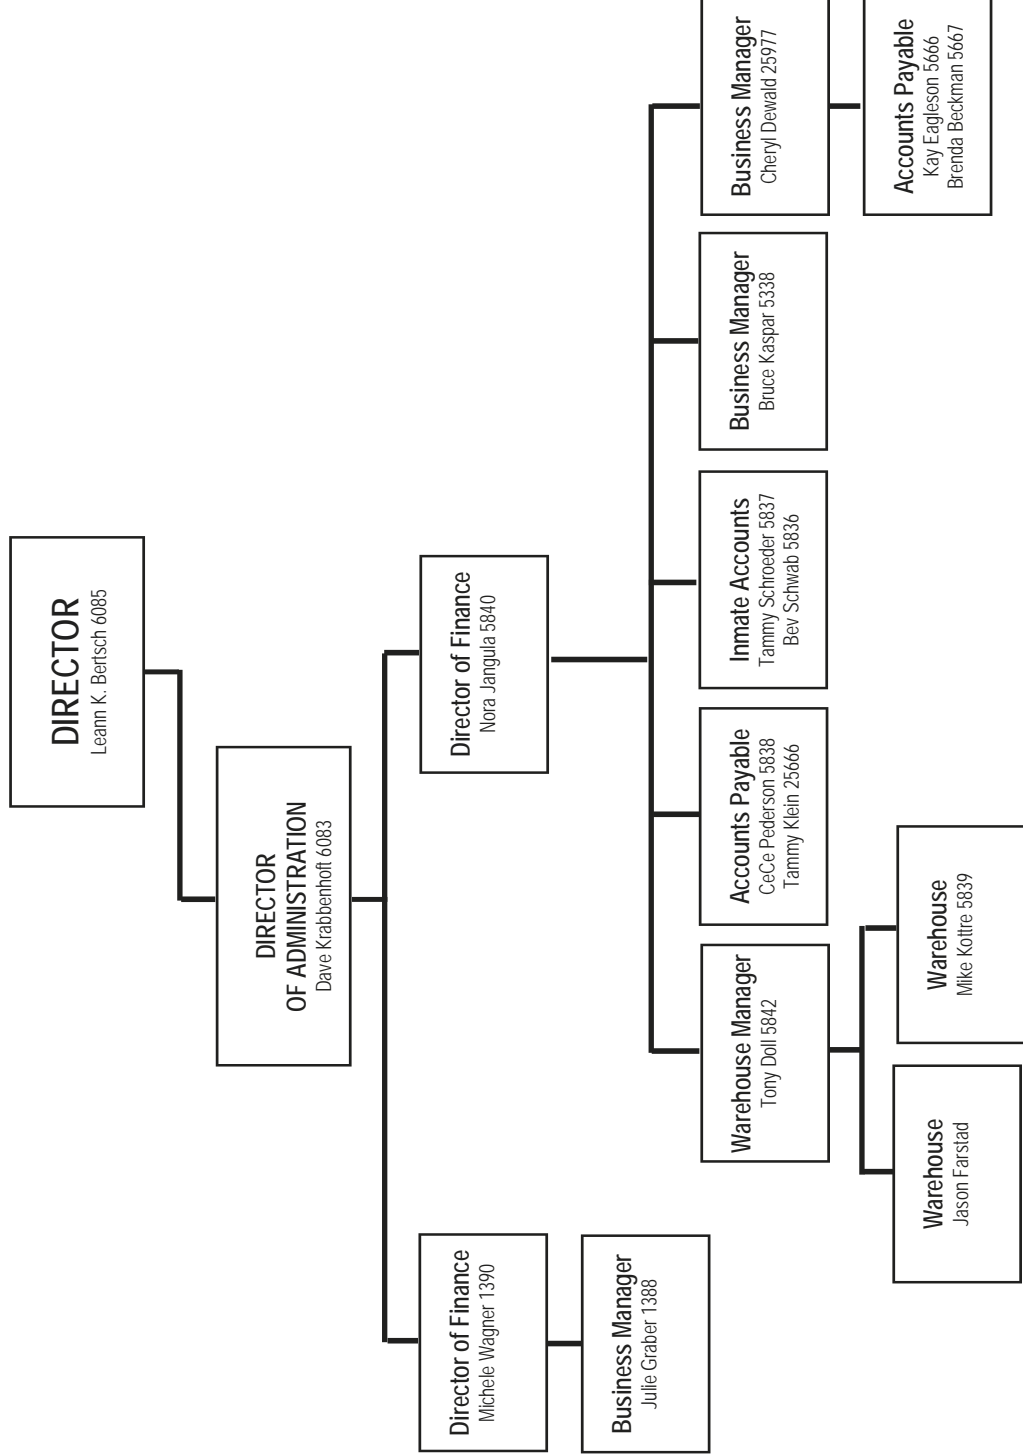 DIRECTOR
Leann K. Bertsch 6085
DIRECTOR
OF ADMINISTRATION
Dave Krabbenhoft 6083
Director of Finance
Michele Wagner 1390
Business Manager
Julie Graber 1388
Director of Finance
Nora Jangula 5840
Warehouse Manager
Tony Doll 5842
Warehouse
Jason Farstad
Warehouse
Mike Kottre 5839
Accounts Payable
CeCe Pederson 5838
Tammy Klein 25666
Inmate Accounts
Tammy Schroeder 5837
Bev Schwab 5836
Business Manager
Bruce Kaspar 5338
Business Manager
Cheryl Dewald 25977
Accounts Payable
Kay Eagleson 5666
Brenda Beckman 5667